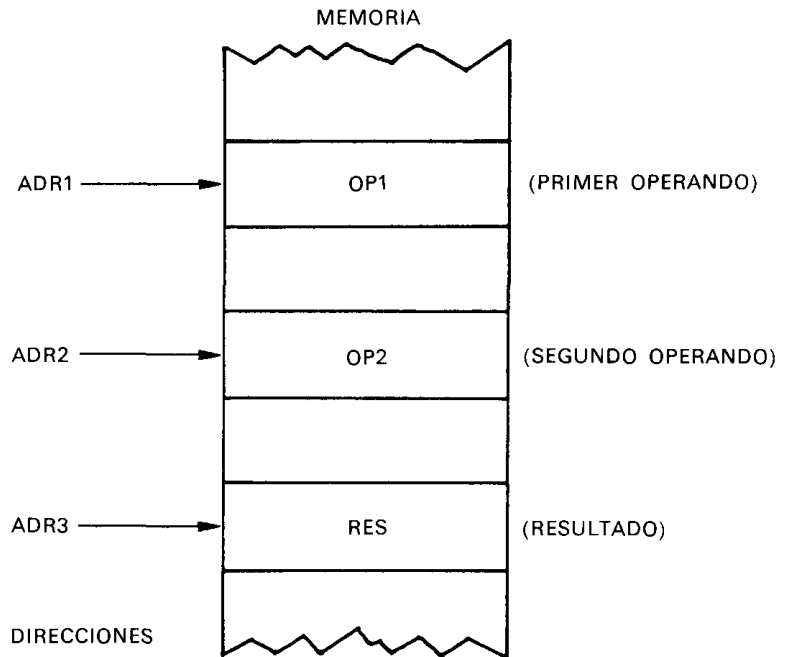 MEMORIA
ADR1 OP1 (PRIMER OPERANDO)
ADR2 OP2 (SEGUNDO OPERANDO)
ADR3 RES (RESULTADO)
DIRECCIONES